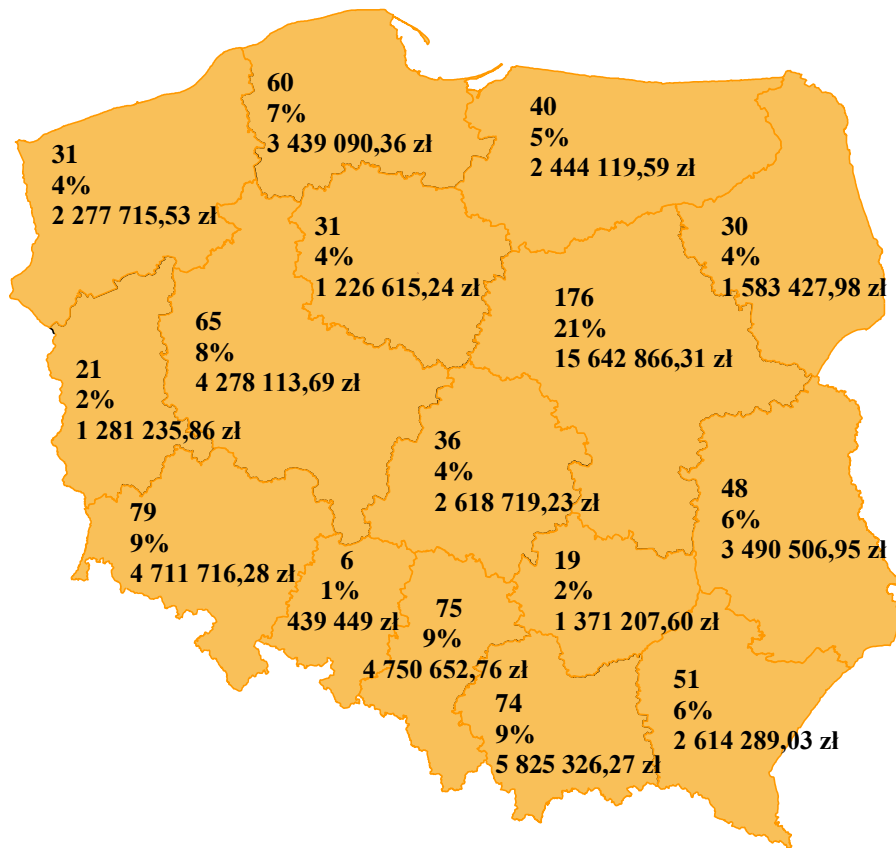 60
7%
3 439 090,36 zł
40
5%
2 444 119,59 zł
31
4%
2 277 715,53 zł
31
4%
1 226 615,24 zł
30
4%
1 583 427,98 zł
176
21%
15 642 866,31 zł
65
8%
4 278 113,69 zł
21
2%
1 281 235,86 zł
36
4%
2 618 719,23 zł
48
6%
3 490 506,95 zł
79
9%
4 711 716,28 zł
6
1%
439 449 zł
19
2%
1 371 207,60 zł
75
9%
4 750 652,76 zł
51
6%
2 614 289,03 zł
74
9%
5 825 326,27 zł